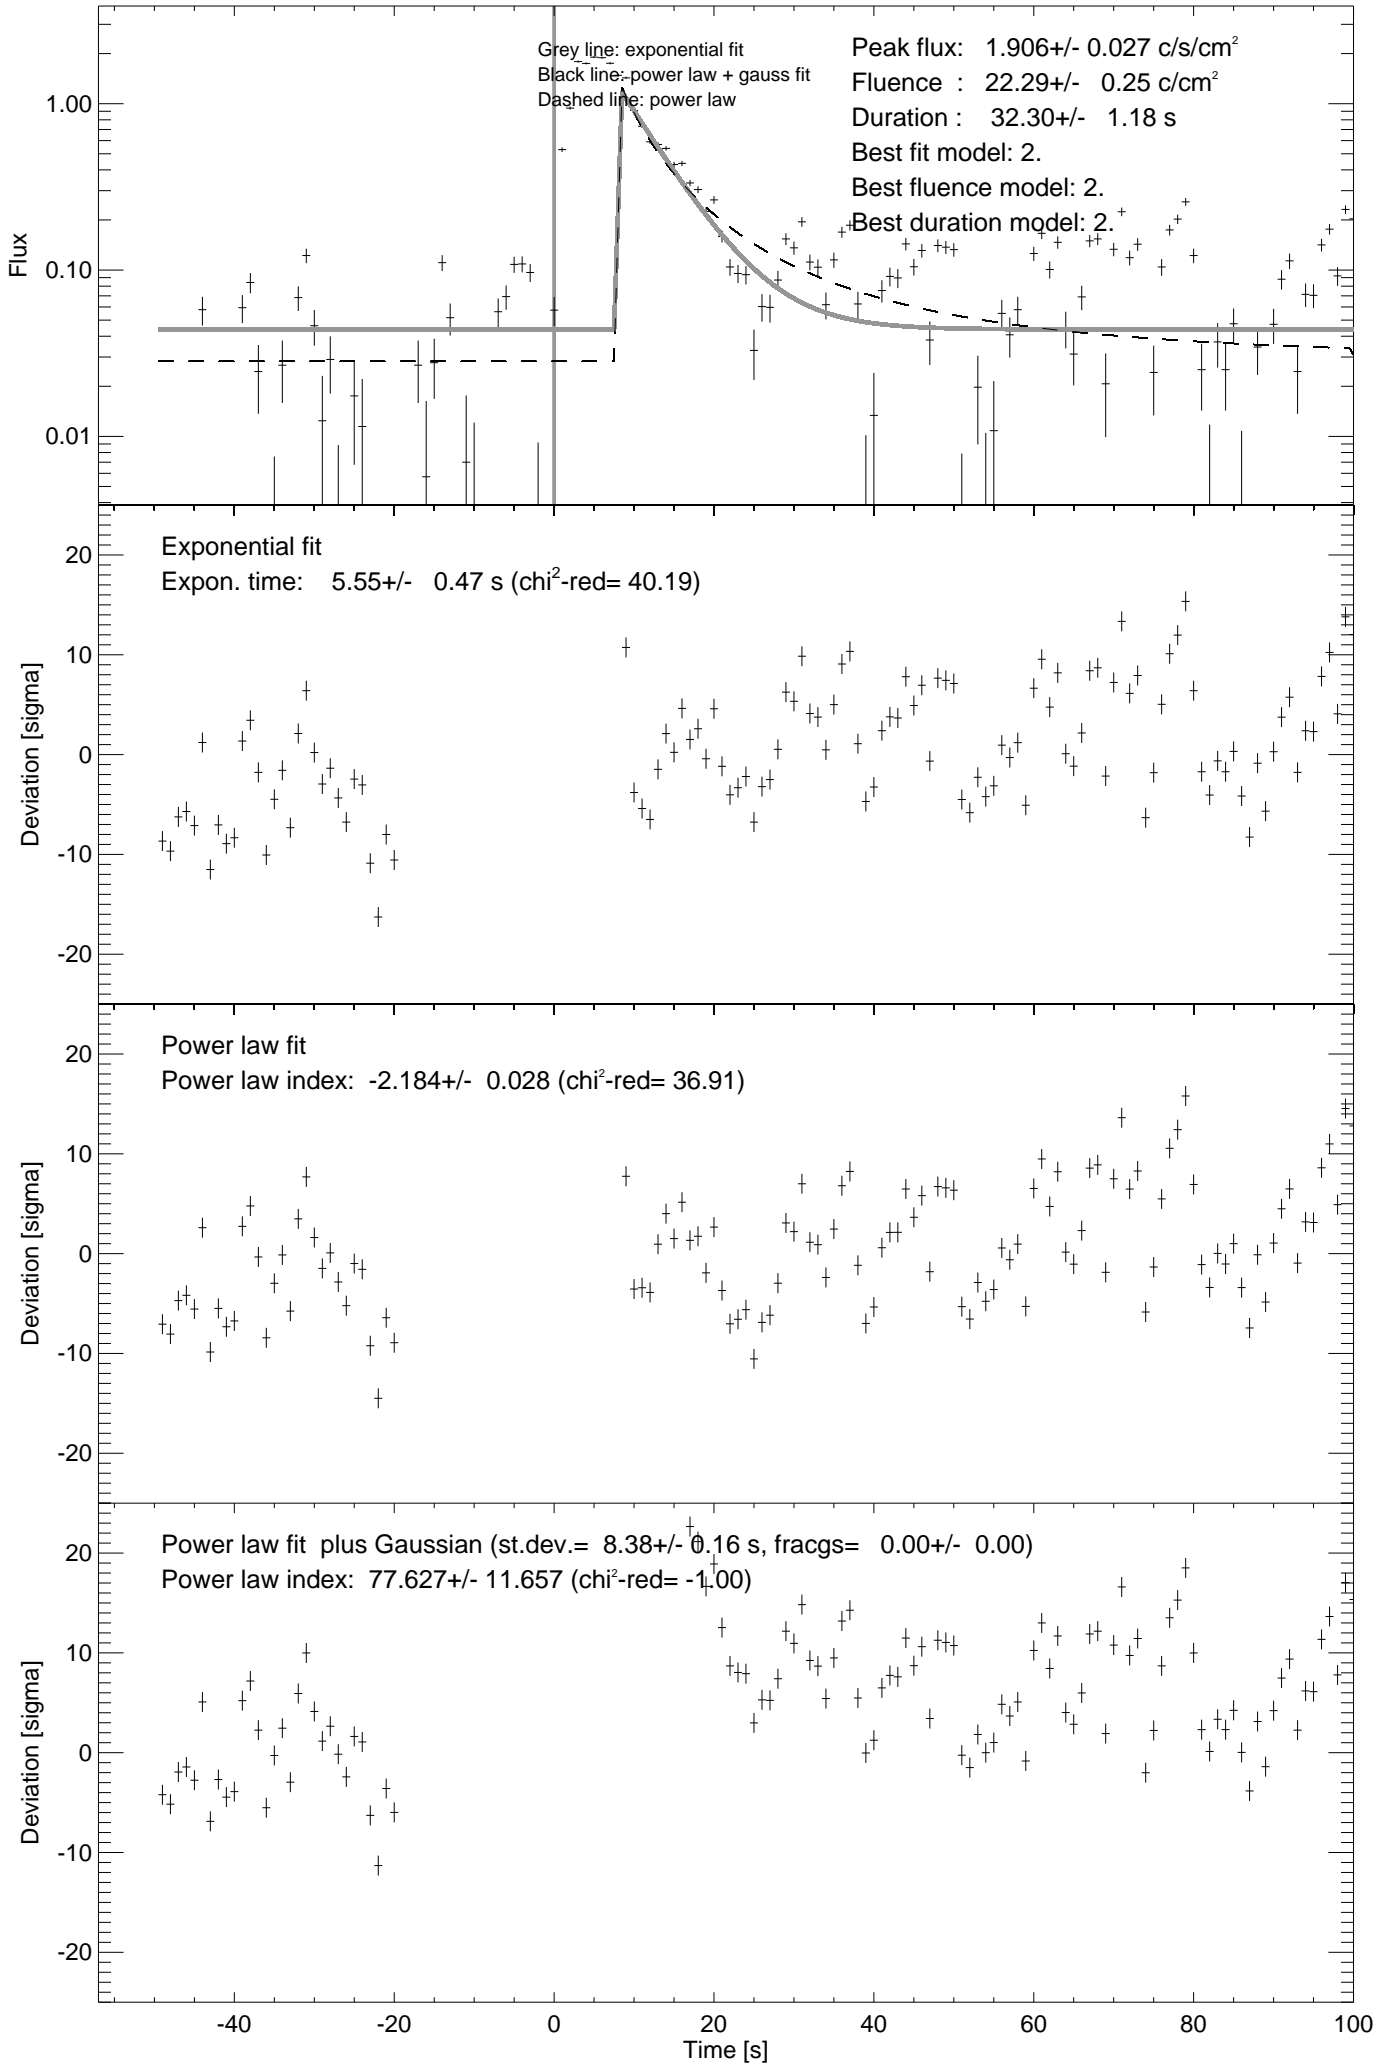 Grey line: exponential fit
Black line: power law + gauss fit
Dashed line: power law
Peak flux: 1.906+/- 0.027 c/s/cm²
Fluence : 22.29+/- 0.25 c/cm²
Duration : 32.30+/- 1.18 s
Best fit model: 2.
Best fluence model: 2.
Best duration model: 2.
Flux
1.00
0.10
0.01
Exponential fit
Expon. time: 5.55+/- 0.47 s (chi²-red= 40.19)
Deviation [sigma]
20
10
0
-10
-20
Power law fit
Power law index: -2.184+/- 0.028 (chi²-red= 36.91)
Deviation [sigma]
20
10
0
-10
-20
Power law fit plus Gaussian (st.dev.= 8.38+/- 0.16 s, fracgs= 0.00+/- 0.00)
Power law index: 77.627+/- 11.657 (chi²-red= -1.00)
Deviation [sigma]
20
10
0
-10
-20
-40 -20 0 20 40 60 80 100
Time [s]